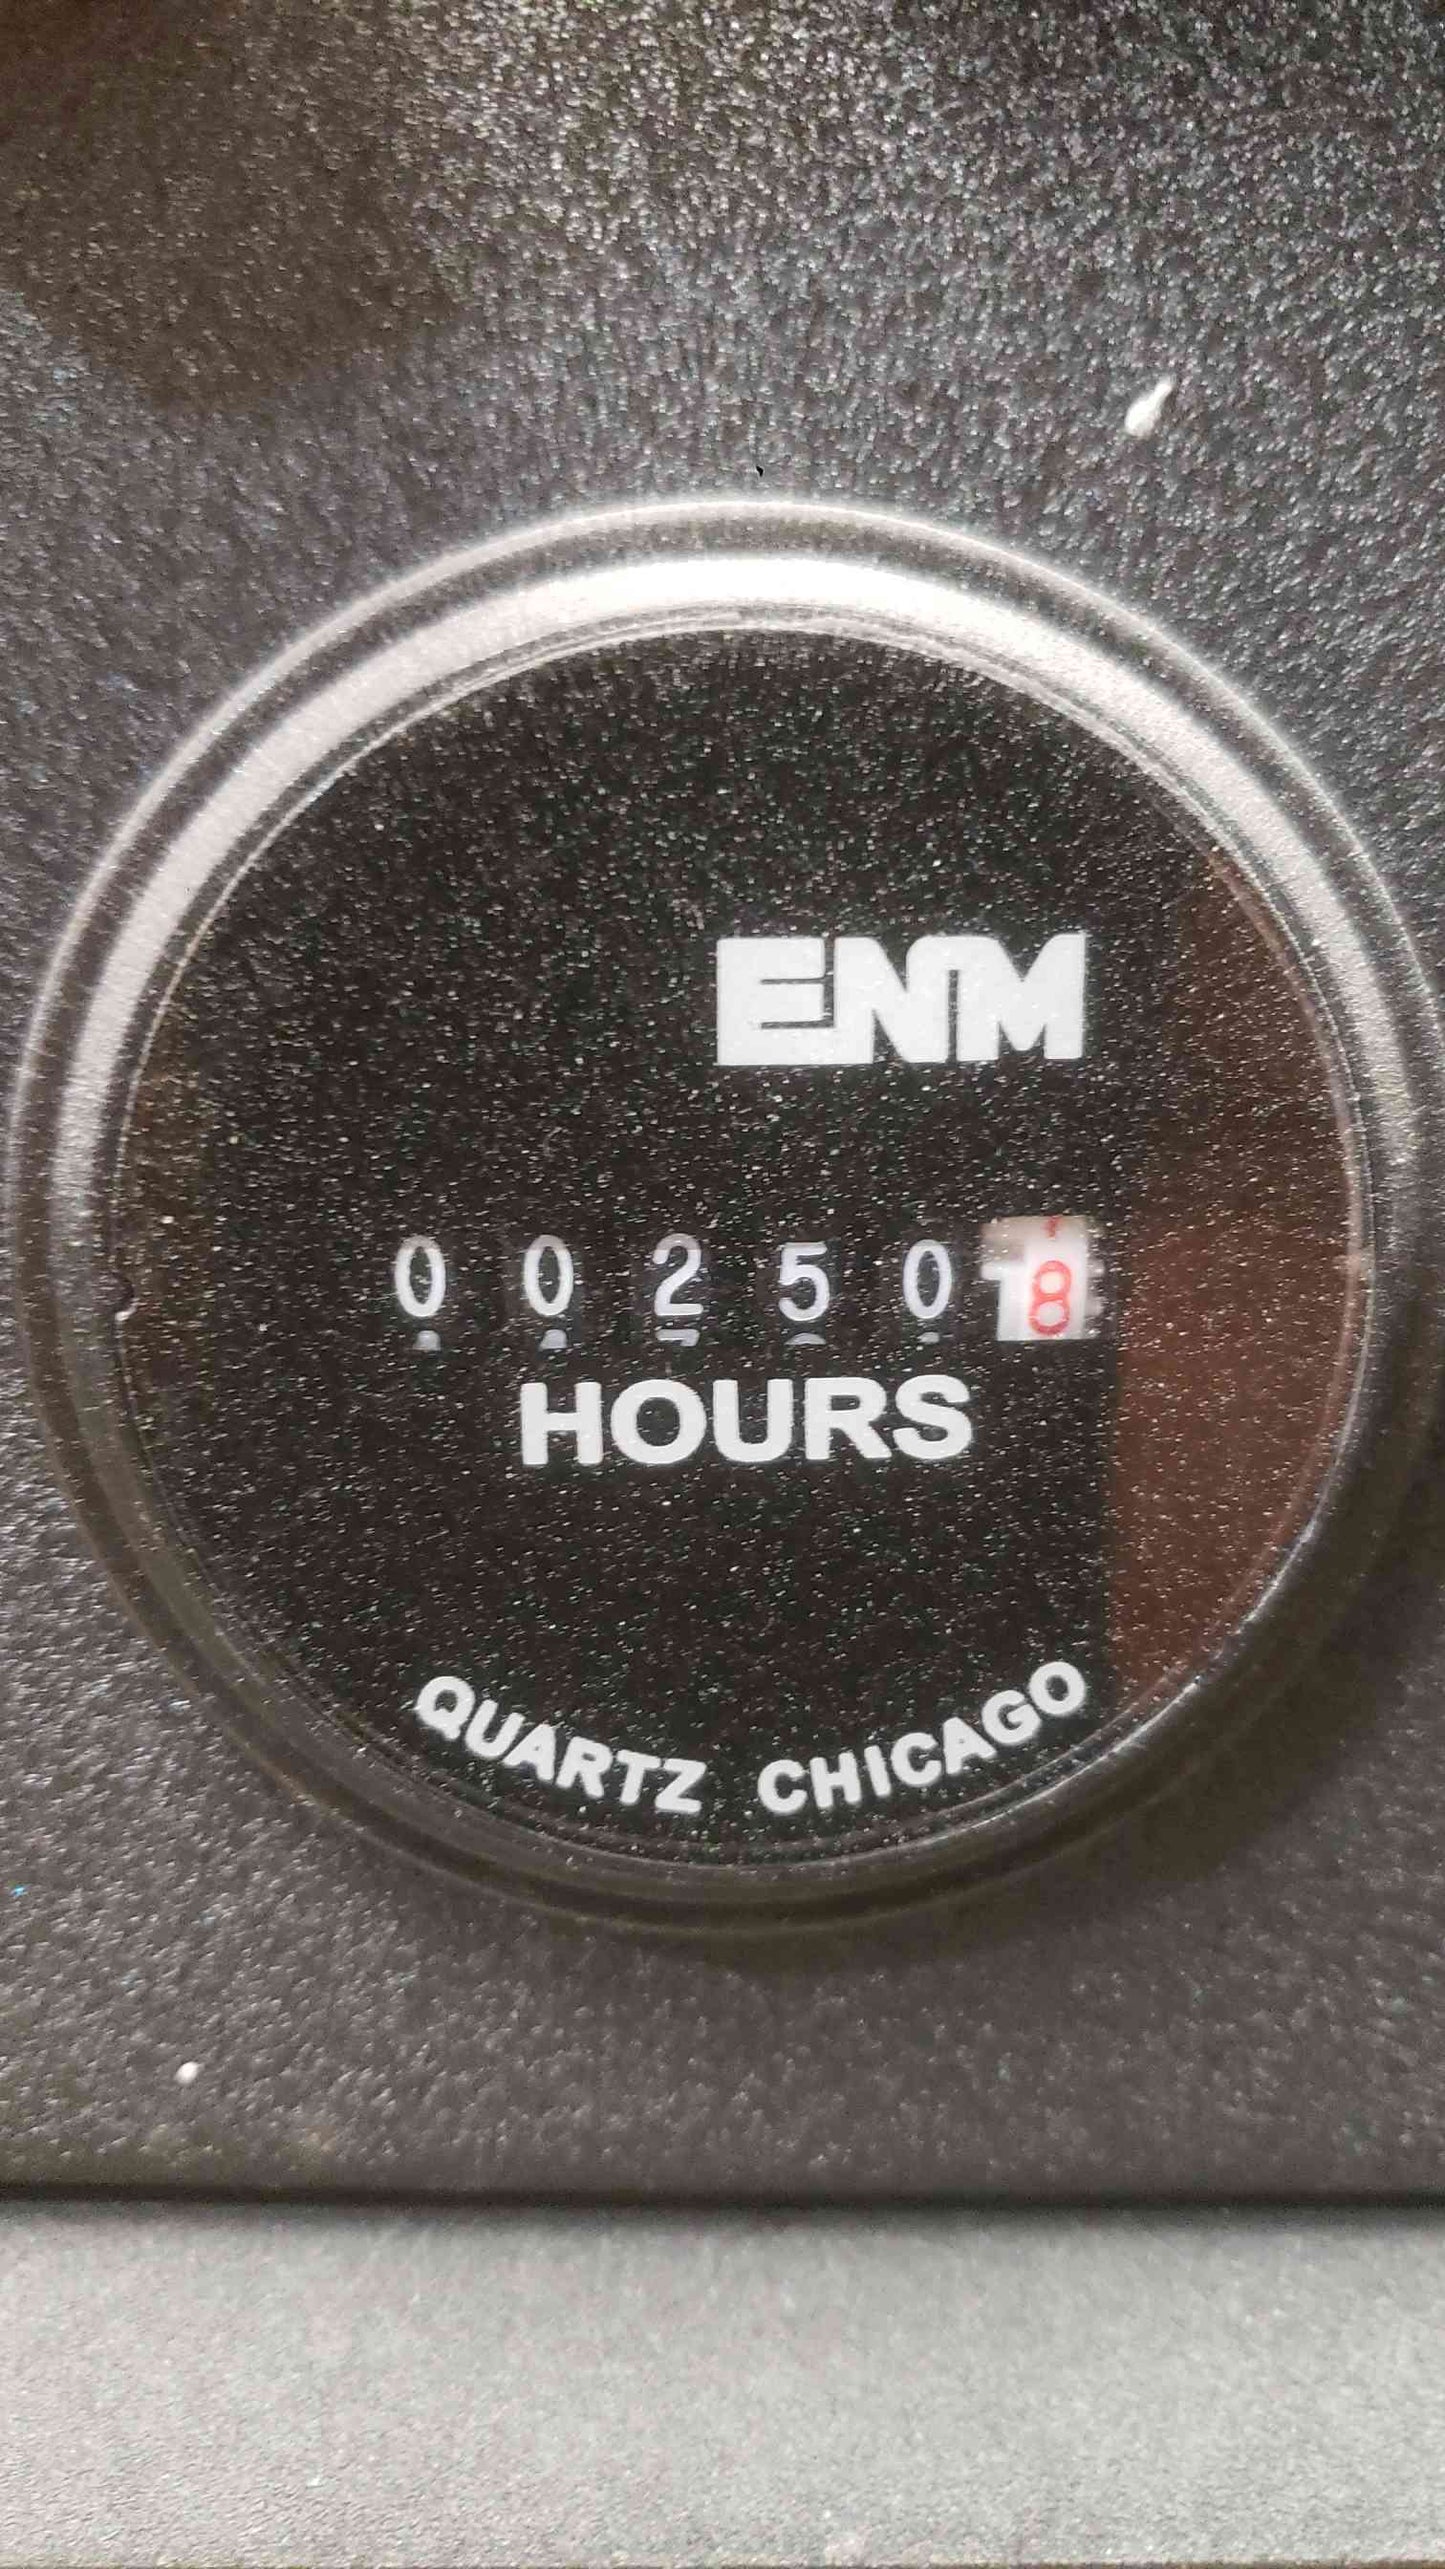 ENM
002508
HOURS
QUARTZ CHICAGO